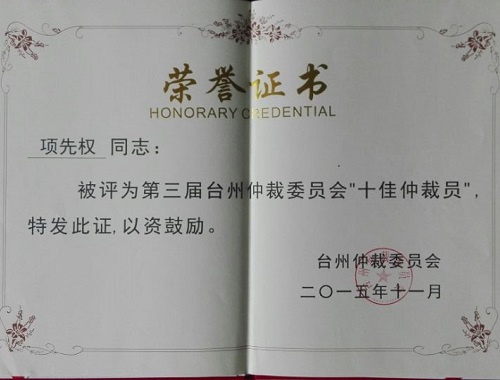 荣誉证书
HONORARY CREDENTIAL
项先权 同志：
被评为第三届台州仲裁委员会"十佳仲裁员",
特发此证,以资鼓励。
台州仲裁委员会
二〇一五年十一月